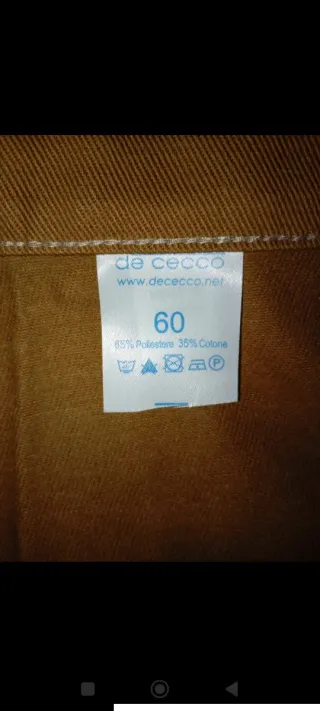 de cecco
www.dececco.net
60
65% Poliestere 35% Cotone
P